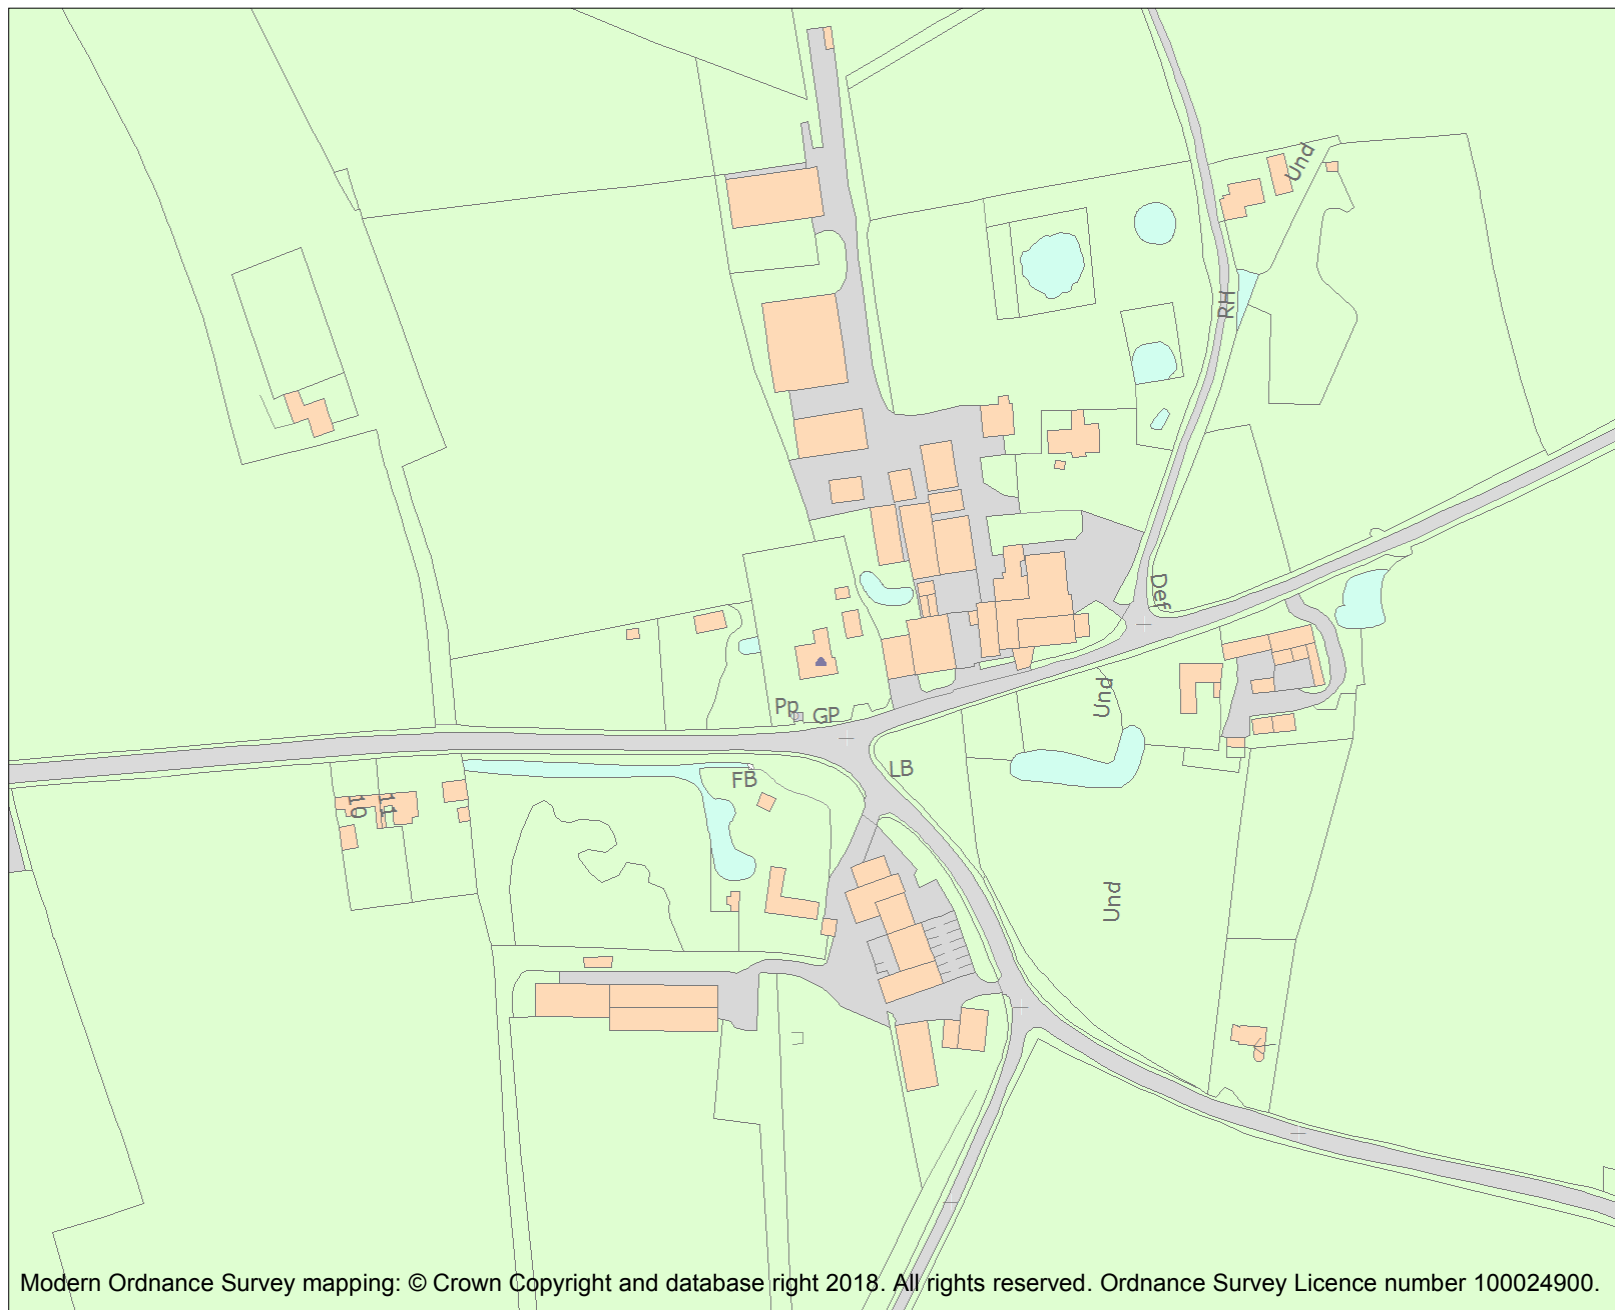 Und
RH
Def
Und
Pp
GP
LB
FB
10
11
Und
Modern Ordnance Survey mapping: © Crown Copyright and database right 2018. All rights reserved. Ordnance Survey Licence number 100024900.